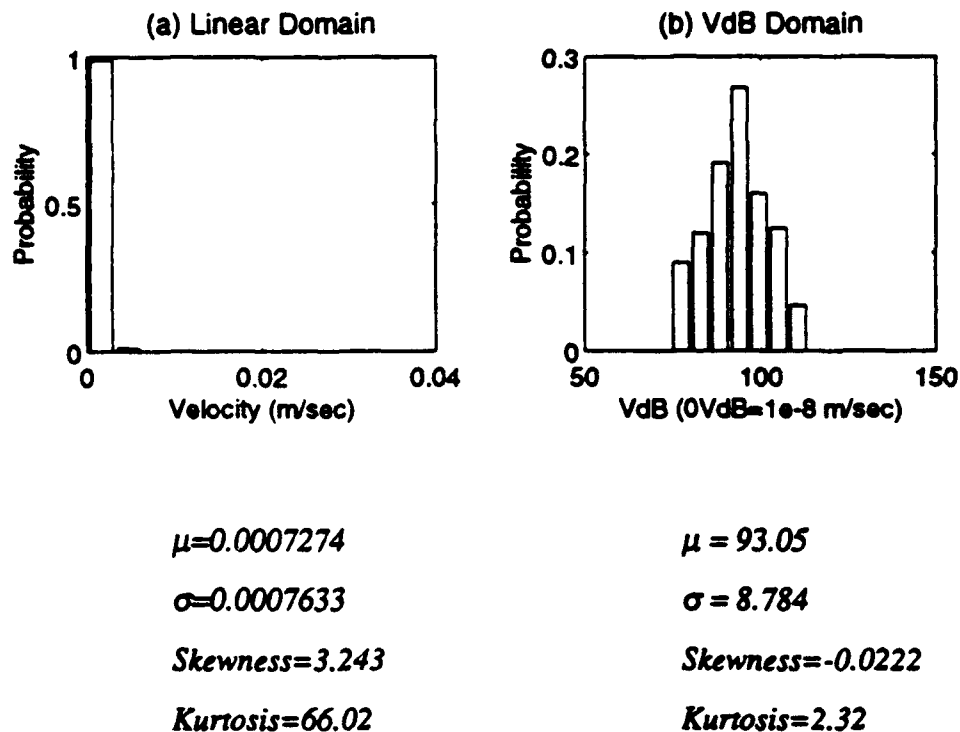 (a) Linear Domain
1
0.5
0
Probability
0
0.02
0.04
Velocity (m/sec)
(b) VdB Domain
0.3
0.2
0.1
0
Probability
50
100
150
VdB (0VdB=1e-8 m/sec)
μ=0.0007274
σ=0.0007633
Skewness=3.243
Kurtosis=66.02
μ = 93.05
σ = 8.784
Skewness=-0.0222
Kurtosis=2.32